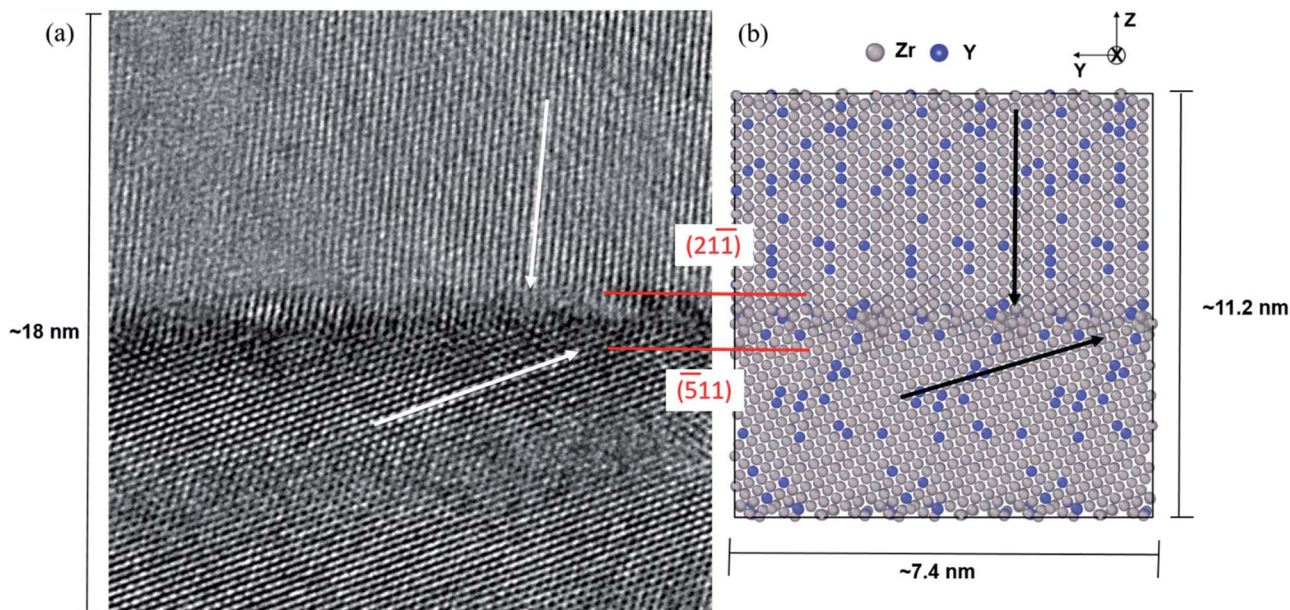 (a)
(b)
Z
Y
X
Zr
Y
(21̅1̅)
(5̅11)
~18 nm
~11.2 nm
~7.4 nm